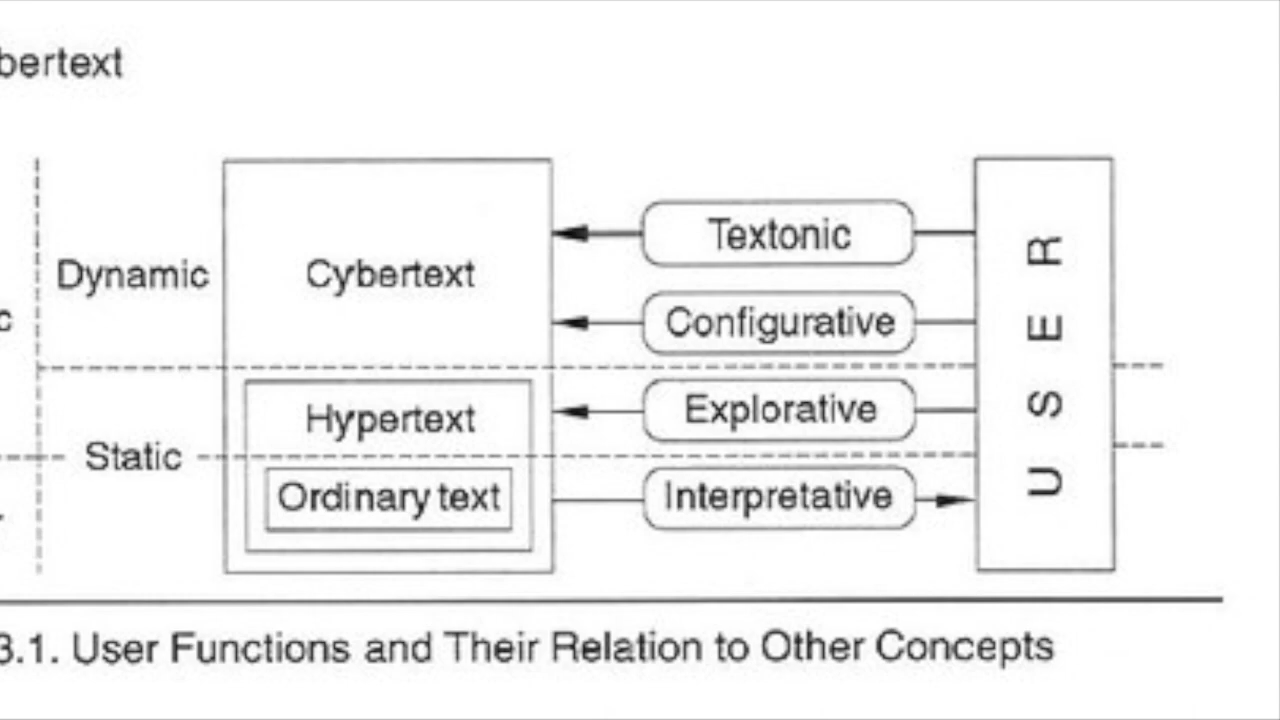 bertext
Textonic
Dynamic
Cybertext
Configurative
c
Hypertext
Explorative
USER
Static
Ordinary text
Interpretative
3.1. User Functions and Their Relation to Other Concepts